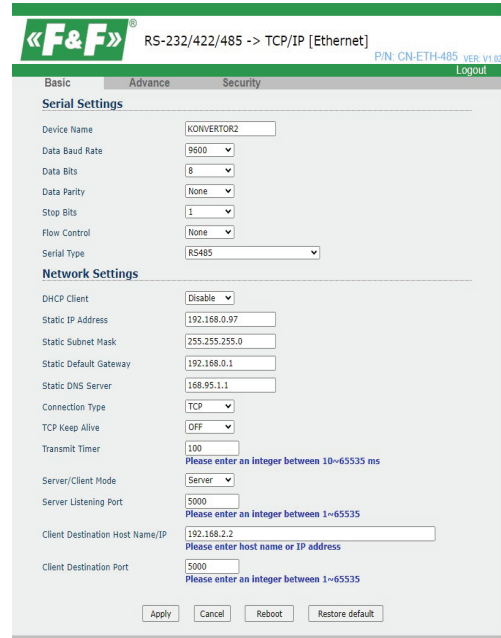 «F&F»® RS-232/422/485 -> TCP/IP [Ethernet]
P/N: CN-ETH-485 VER: V1.02
Logout
Basic Advance Security
Serial Settings
Device Name KONVERTOR2
Data Baud Rate 9600
Data Bits 8
Data Parity None
Stop Bits 1
Flow Control None
Serial Type RS485
Network Settings
DHCP Client Disable
Static IP Address 192.168.0.97
Static Subnet Mask 255.255.255.0
Static Default Gateway 192.168.0.1
Static DNS Server 168.95.1.1
Connection Type TCP
TCP Keep Alive OFF
Transmit Timer 100
Please enter an integer between 10~65535 ms
Server/Client Mode Server
Server Listening Port 5000
Please enter an integer between 1~65535
Client Destination Host Name/IP 192.168.2.2
Please enter host name or IP address
Client Destination Port 5000
Please enter an integer between 1~65535
Apply Cancel Reboot Restore default